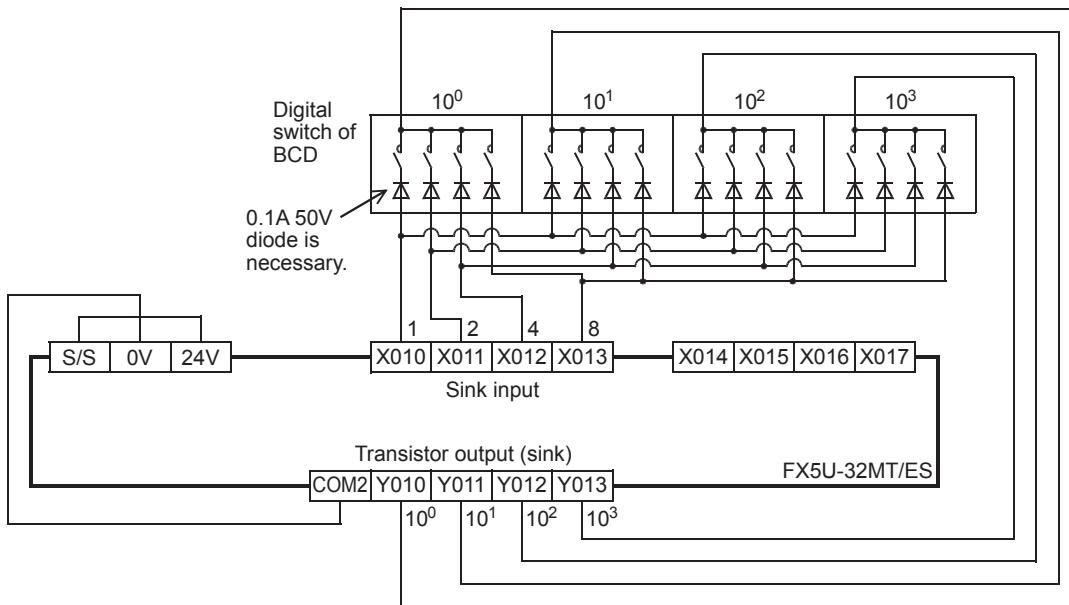 10⁰ 10¹ 10² 10³
Digital
switch of
BCD
0.1A 50V
diode is
necessary.
1 2 4 8
S/S 0V 24V X010 X011 X012 X013 X014 X015 X016 X017
Sink input
Transistor output (sink)
FX5U-32MT/ES
COM2 Y010 Y011 Y012 Y013
10⁰ 10¹ 10² 10³